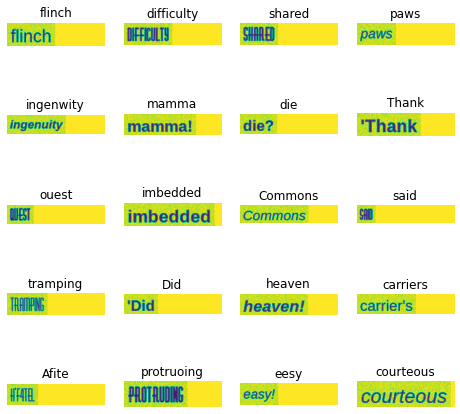 flinch difficulty shared paws
flinch DIFFICULTY SHARED paws
ingenwity mamma die Thank
ingenuity mamma! die? 'Thank
ouest imbedded Commons said
QUEST imbedded Commons SAID
tramping Did heaven carriers
TRAMPING 'Did heaven! carrier's
Afite protruoing eesy courteous
PROTRUDING easy! courteous